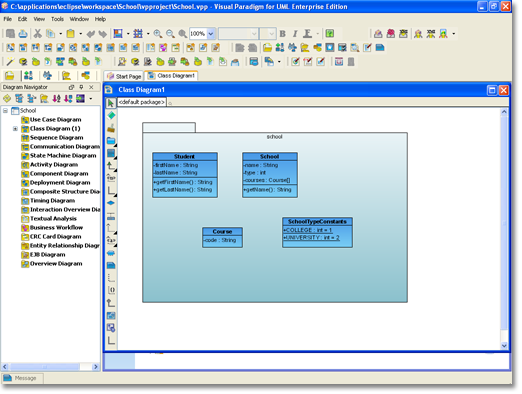 C:\applications\eclipse\workspace\School\vpproject\School.vpp - Visual Paradigm for UML Enterprise Edition
File Edit View Tools Window Help
100%
Diagram Navigator
School
Use Case Diagram
Class Diagram (1)
Sequence Diagram
Communication Diagram
State Machine Diagram
Activity Diagram
Component Diagram
Deployment Diagram
Composite Structure Dia
Timing Diagram
Interaction Overview Di
Textual Analysis
Business Workflow
CRC Card Diagram
Entity Relationship Diagra
EJB Diagram
Overview Diagram
Start Page Class Diagram1
Class Diagram1
<default package>
school
Student
-firstName : String
-lastName : String
+getFirstName() : String
+getLastName() : String
School
-name : String
-type : int
-courses : Course[]
+getName() : String
Course
-code : String
SchoolTypeConstants
+COLLEGE : int = 1
+UNIVERSITY : int = 2
Message